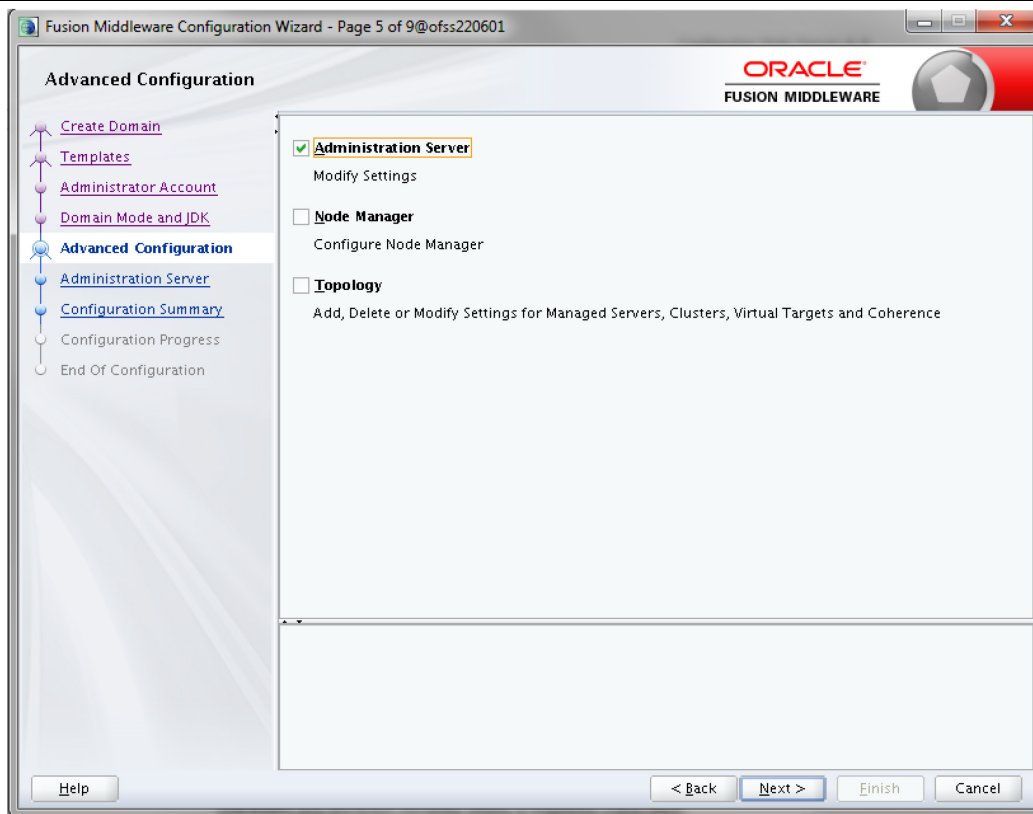 Fusion Middleware Configuration Wizard - Page 5 of 9@ofss220601
Advanced Configuration
ORACLE
FUSION MIDDLEWARE
Create Domain
Templates
Administrator Account
Domain Mode and JDK
Advanced Configuration
Administration Server
Configuration Summary
Configuration Progress
End Of Configuration
Administration Server
Modify Settings
Node Manager
Configure Node Manager
Topology
Add, Delete or Modify Settings for Managed Servers, Clusters, Virtual Targets and Coherence
Help
< Back
Next >
Finish
Cancel